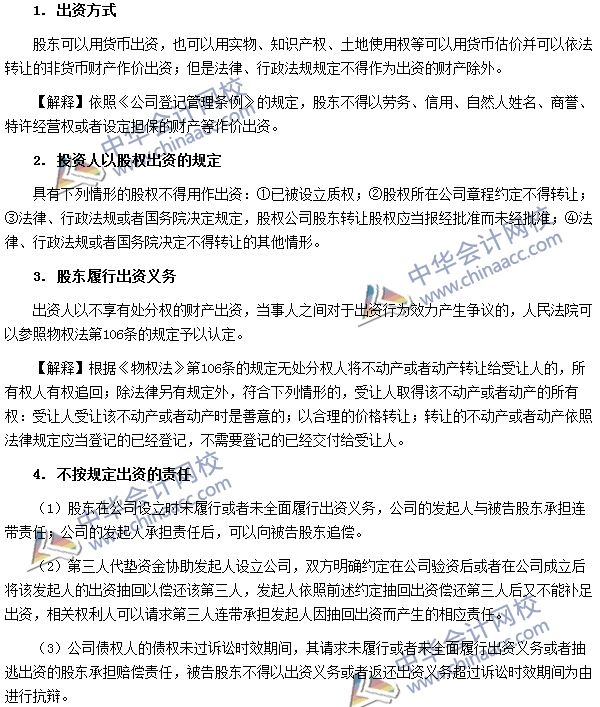 1. 出资方式
股东可以用货币出资，也可以用实物、知识产权、土地使用权等可以用货币估价并可以依法
转让的非货币财产作价出资；但是法律、行政法规规定不得作为出资的财产除外。
【解释】依照《公司登记管理条例》的规定，股东不得以劳务、信用、自然人姓名、商誉、
特许经营权或者设定担保的财产等作价出资。
2. 投资人以股权出资的规定
具有下列情形的股权不得用作出资：①已被设立质权；②股权所在公司章程约定不得转让；
③法律、行政法规或者国务院决定规定，股权公司股东转让股权应当报经批准而未经批准；④法
律、行政法规或者国务院决定不得转让的其他情形。
3. 股东履行出资义务
出资人以不享有处分权的财产出资，当事人之间对于出资行为效力产生争议的，人民法院可
以参照物权法第106条的规定予以认定。
【解释】根据《物权法》第106条的规定无处分权人将不动产或者动产转让给受让人的，所
有权人有权追回；除法律另有规定外，符合下列情形的，受让人取得该不动产或者动产的所有
权：受让人受让该不动产或者动产时是善意的；以合理的价格转让；转让的不动产或者动产依照
法律规定应当登记的已经登记，不需要登记的已经交付给受让人。
4. 不按规定出资的责任
（1）股东在公司设立时未履行或者未全面履行出资义务，公司的发起人与被告股东承担连
带责任；公司的发起人承担责任后，可以向被告股东追偿。
（2）第三人代垫资金协助发起人设立公司，双方明确约定在公司验资后或者在公司成立后
将该发起人的出资抽回以偿还该第三人，发起人依照前述约定抽回出资偿还第三人后又不能补足
出资，相关权利人可以请求第三人连带承担发起人因抽回出资而产生的相应责任。
（3）公司债权人的债权未过诉讼时效期间，其请求未履行或者未全面履行出资义务或者抽
逃出资的股东承担赔偿责任，被告股东不得以出资义务或者返还出资义务超过诉讼时效期间为由
进行抗辩。
中华会计网校
www.chinaacc.com
中华会计网校
www.chinaacc.com
中华会计网校
www.chinaacc.com
中华会计网校
www.chinaacc.com